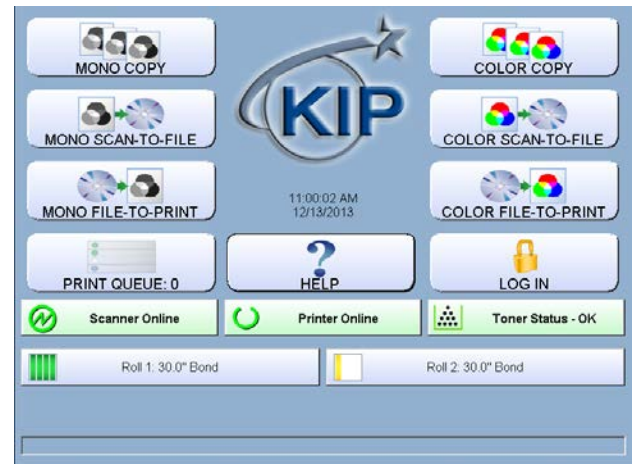 MONO COPY
COLOR COPY
KIP
MONO SCAN-TO-FILE
COLOR SCAN-TO-FILE
11:00:02 AM
12/13/2013
MONO FILE-TO-PRINT
COLOR FILE-TO-PRINT
PRINT QUEUE: 0
HELP
LOG IN
Scanner Online
Printer Online
Toner Status - OK
Roll 1: 30.0" Bond
Roll 2: 30.0" Bond